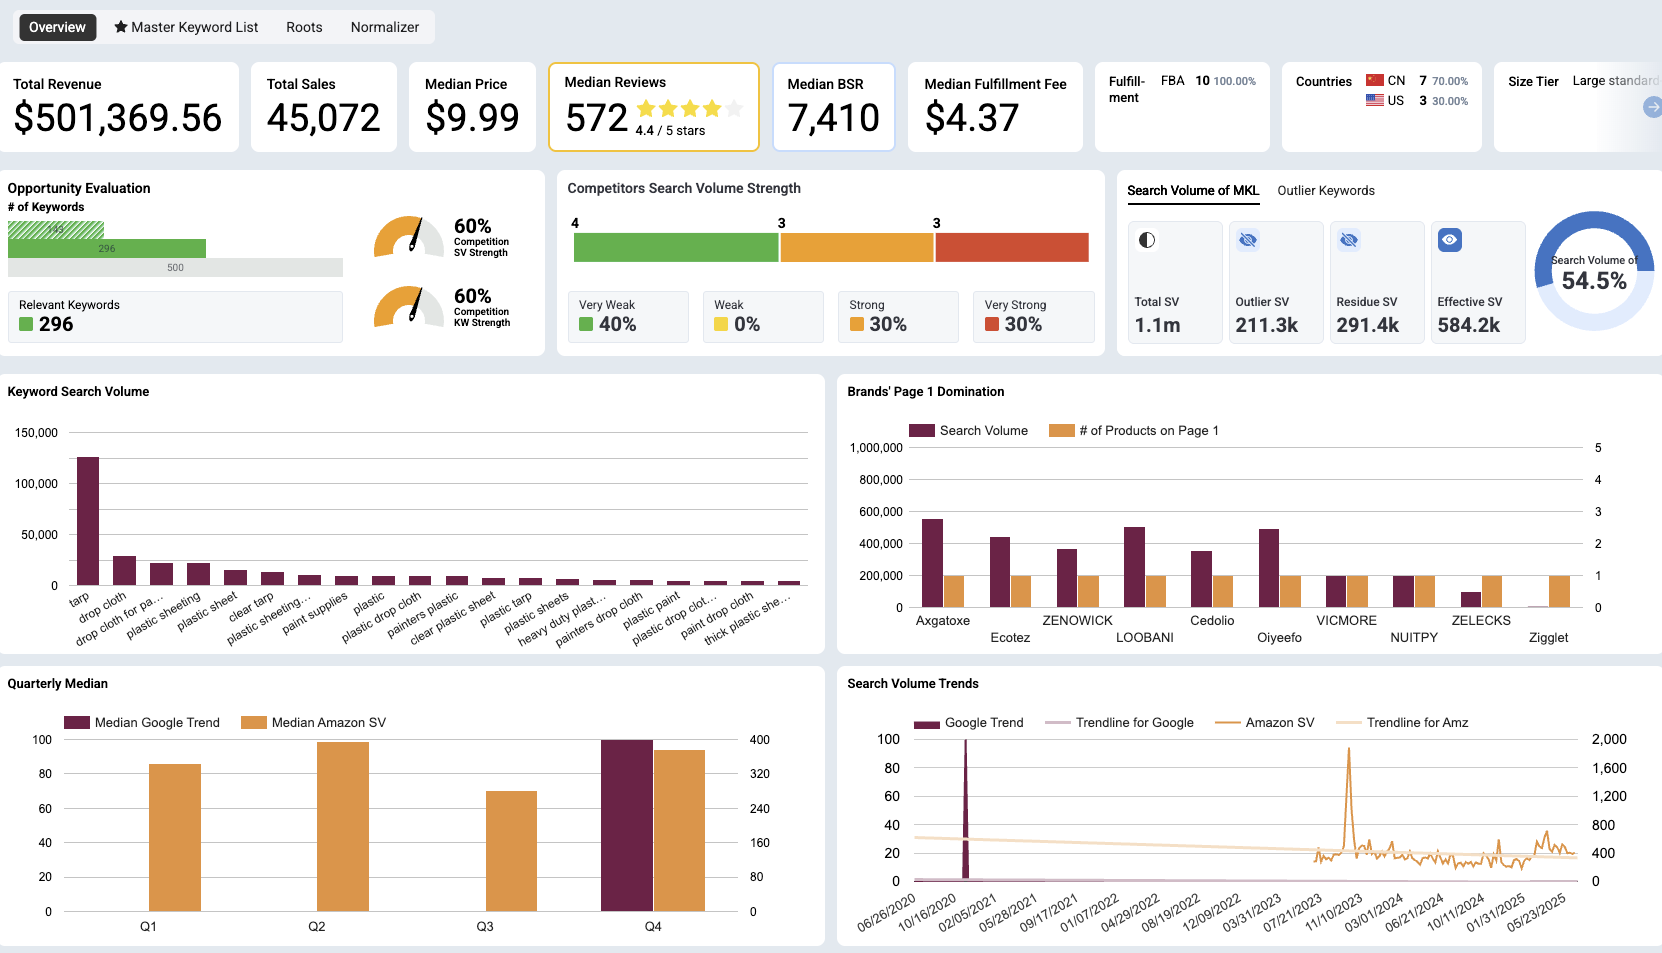 Overview
Master Keyword List
Roots
Normalizer
Total Revenue
$501,369.56
Total Sales
45,072
Median Price
$9.99
Median Reviews
572
4.4 / 5 stars
Median BSR
7,410
Median Fulfillment Fee
$4.37
Fulfill-
ment
FBA 10 100.00%
Countries
CN 7 70.00%
US 3 30.00%
Size Tier
Large standard
Opportunity Evaluation
# of Keywords
143
296
500
Relevant Keywords
296
60%
Competition
SV Strength
60%
Competition
KW Strength
Competitors Search Volume Strength
4 3 3
Very Weak
40%
Weak
0%
Strong
30%
Very Strong
30%
Search Volume of MKL
Outlier Keywords
Total SV
1.1m
Outlier SV
211.3k
Residue SV
291.4k
Effective SV
584.2k
Search Volume of
54.5%
Keyword Search Volume
150,000
100,000
50,000
0
tarp
drop cloth
drop cloth for pa...
plastic sheeting
plastic sheet
clear tarp
plastic sheeting...
paint supplies
plastic
plastic drop cloth
painters plastic
clear plastic sheet
plastic tarp
plastic sheets
heavy duty plast...
painters drop cloth
plastic paint
plastic drop clot...
paint drop cloth
thick plastic she...
Brands' Page 1 Domination
Search Volume
# of Products on Page 1
1,000,000
800,000
600,000
400,000
200,000
0
5
4
3
2
1
0
Axgatoxe
Ecotez
ZENOWICK
LOOBANI
Cedolio
Oiyeefo
VICMORE
NUITPY
ZELECKS
Zigglet
Quarterly Median
Median Google Trend
Median Amazon SV
100
80
60
40
20
0
400
320
240
160
80
0
Q1
Q2
Q3
Q4
Search Volume Trends
Google Trend
Trendline for Google
Amazon SV
Trendline for Amz
100
80
60
40
20
0
2,000
1,600
1,200
800
400
0
06/26/2020
10/16/2020
02/05/2021
05/28/2021
09/17/2021
01/07/2022
04/29/2022
08/19/2022
12/09/2022
03/31/2023
07/21/2023
11/10/2023
03/01/2024
06/21/2024
10/11/2024
01/31/2025
05/23/2025